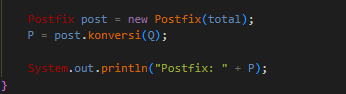 Postfix post = new Postfix(total);
P = post.konversi(Q);
System.out.println("Postfix: " + P);
}